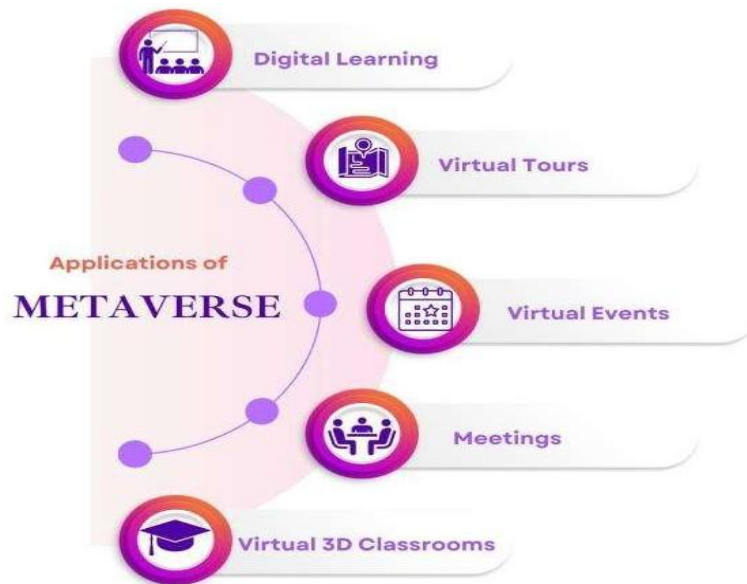 Digital Learning
Virtual Tours
Applications of
METAVERSE
Virtual Events
Meetings
Virtual 3D Classrooms